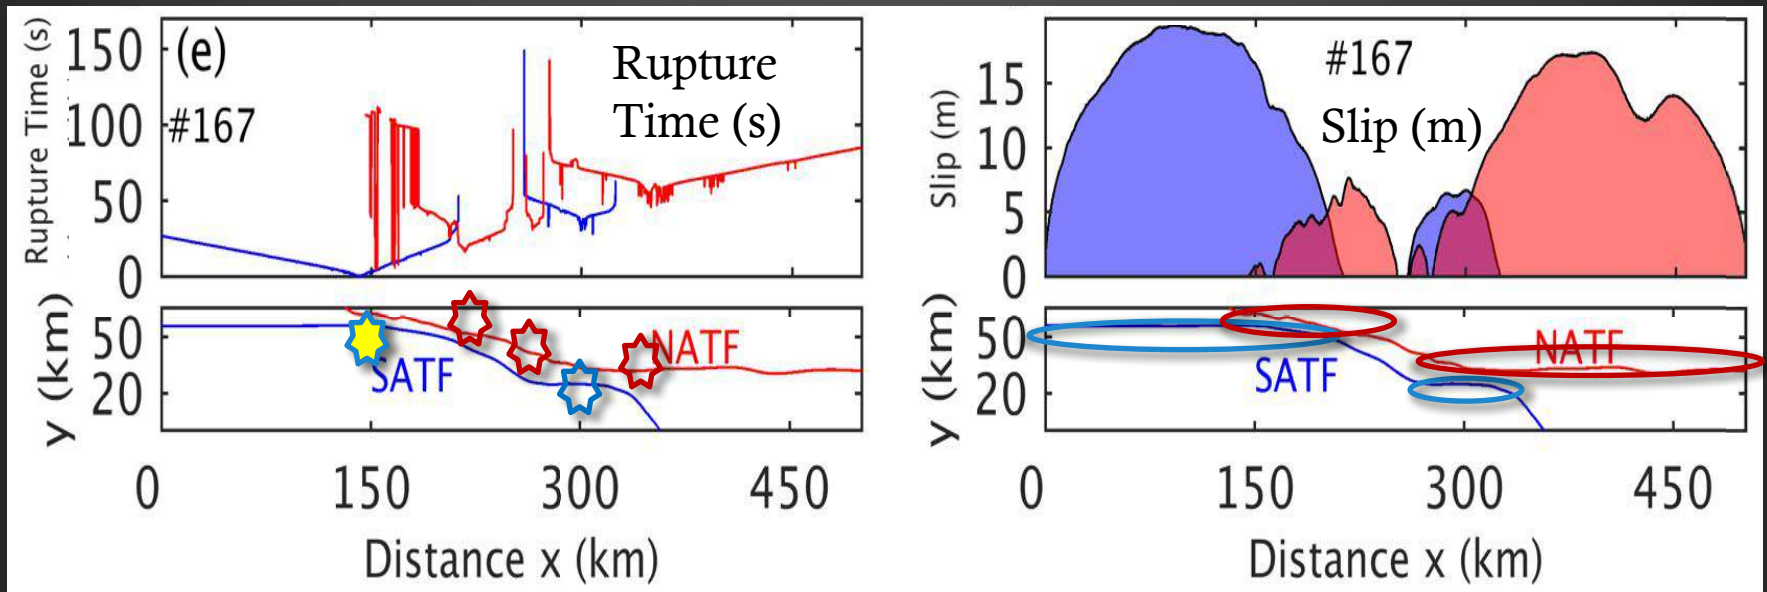 Rupture Time (s)
150
100
50
0
(e)
#167
Rupture
Time (s)
y (km)
50
20
SATF
NATF
0 150 300 450
Distance x (km)
Slip (m)
15
10
5
0
#167
Slip (m)
y (km)
50
20
SATF
NATF
0 150 300 450
Distance x (km)